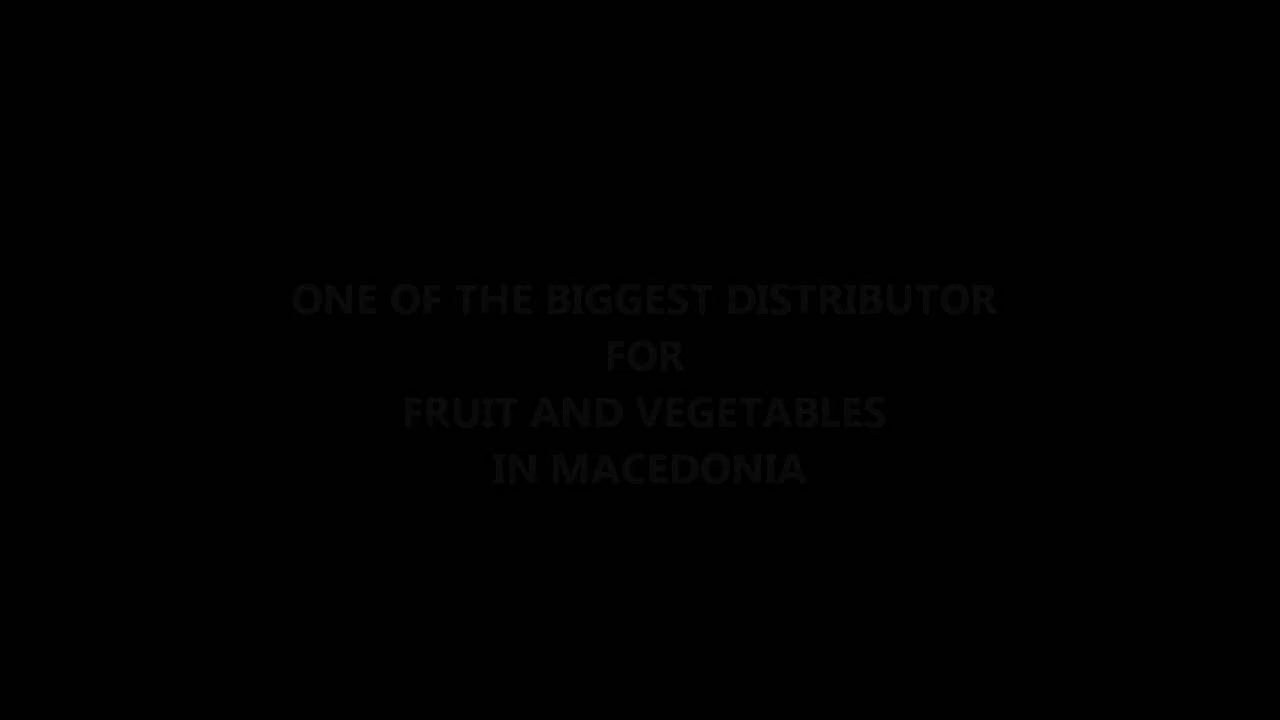 ONE OF THE BIGGEST DISTRIBUTOR
FOR
FRUIT AND VEGETABLES
IN MACEDONIA